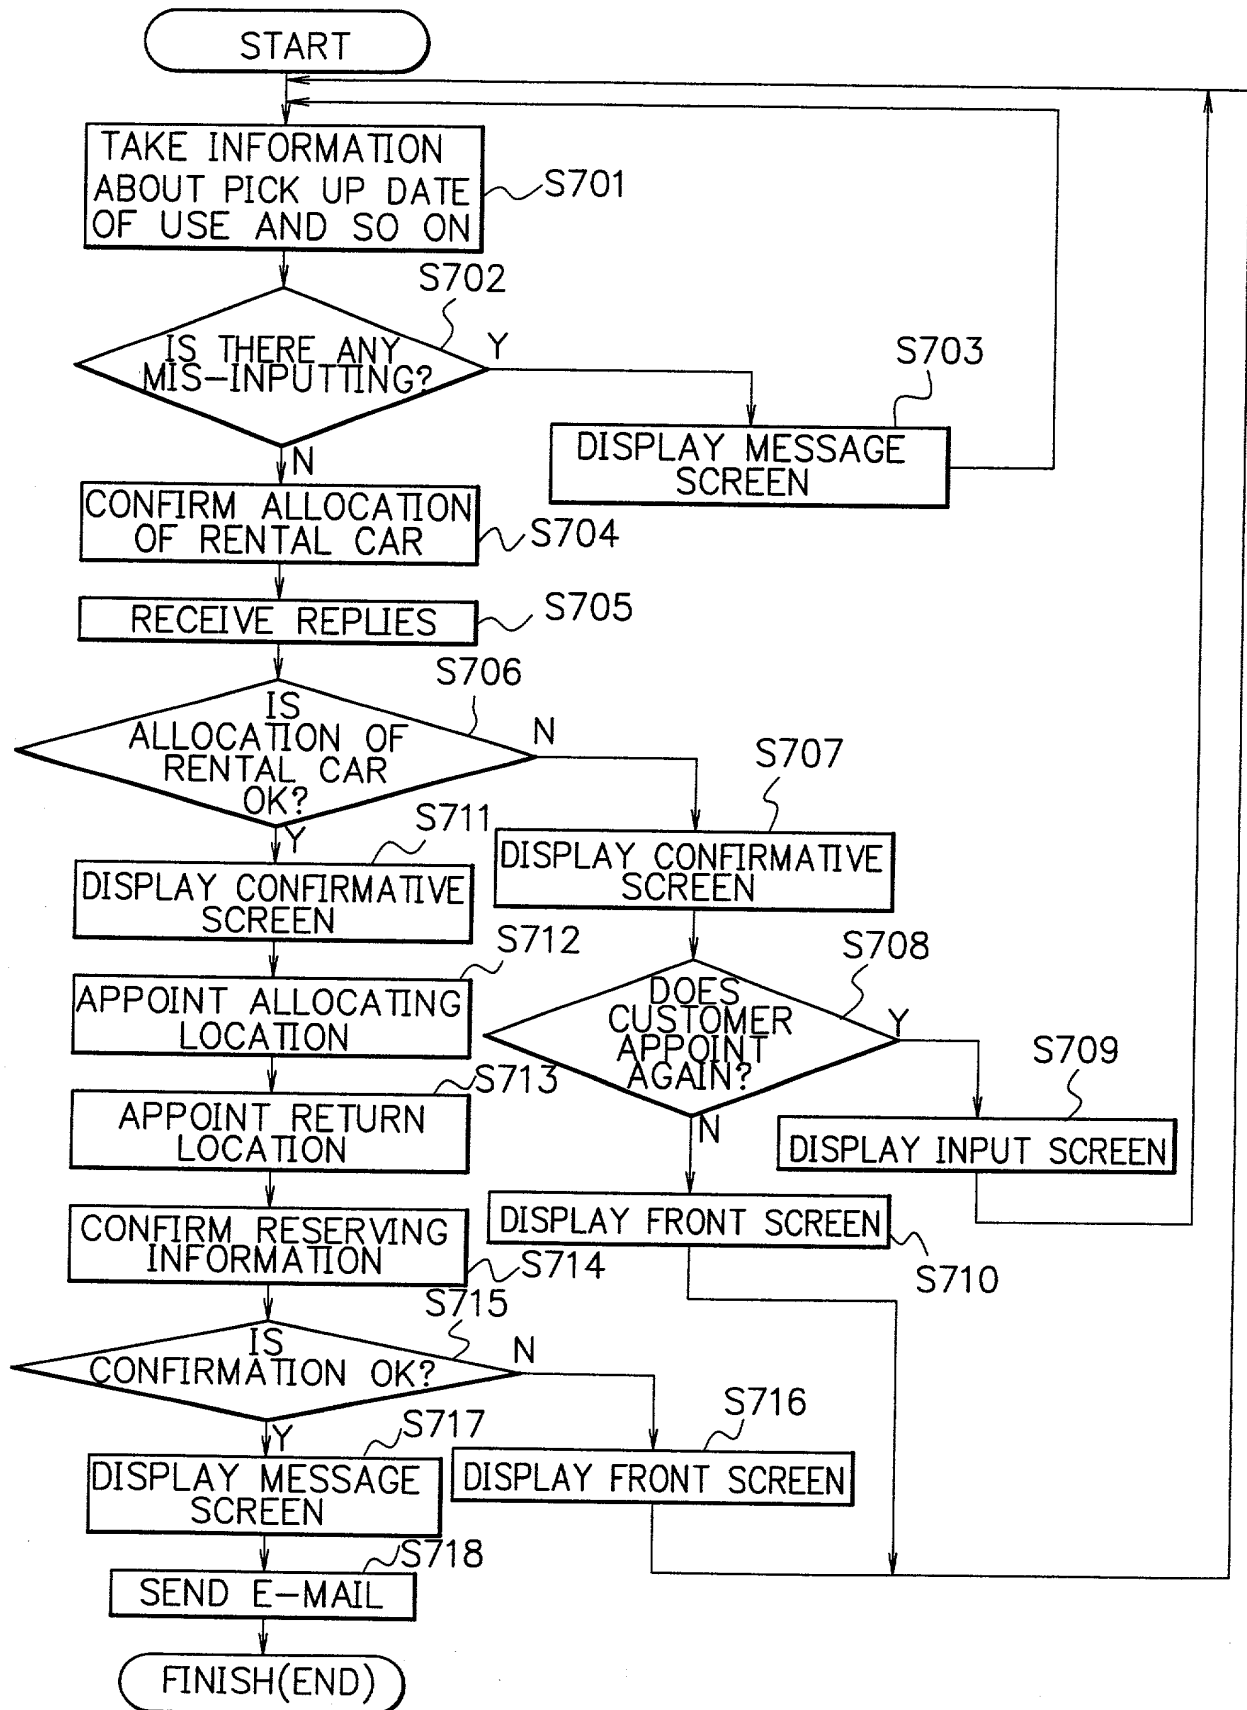 START
TAKE INFORMATION
ABOUT PICK UP DATE
OF USE AND SO ON
S701
S702
IS THERE ANY
MIS-INPUTTING?
Y
N
S703
DISPLAY MESSAGE
SCREEN
CONFIRM ALLOCATION
OF RENTAL CAR
S704
RECEIVE REPLIES
S705
S706
IS
ALLOCATION OF
RENTAL CAR
OK?
N
Y
S707
DISPLAY CONFIRMATIVE
SCREEN
S711
DISPLAY CONFIRMATIVE
SCREEN
S708
DOES
CUSTOMER
APPOINT
AGAIN?
Y
N
S709
DISPLAY INPUT SCREEN
DISPLAY FRONT SCREEN
S710
S712
APPOINT ALLOCATING
LOCATION
S713
APPOINT RETURN
LOCATION
CONFIRM RESERVING
INFORMATION
S714
S715
IS
CONFIRMATION OK?
N
Y
S716
DISPLAY FRONT SCREEN
S717
DISPLAY MESSAGE
SCREEN
S718
SEND E-MAIL
FINISH(END)